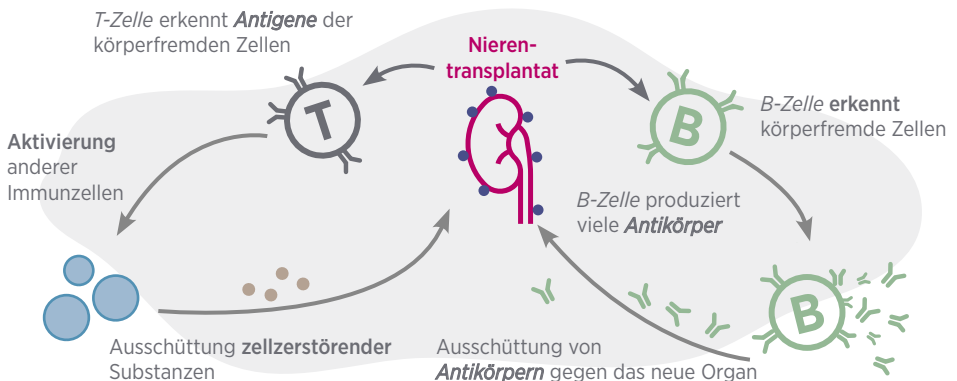 T-Zelle erkennt Antigene der
körperfremden Zellen
Nieren-
transplantat
T
B
B-Zelle erkennt
körperfremde Zellen
Aktivierung
anderer
Immunzellen
B-Zelle produziert
viele Antikörper
B
Ausschüttung zellzerstörender
Substanzen
Ausschüttung von
Antikörpern gegen das neue Organ